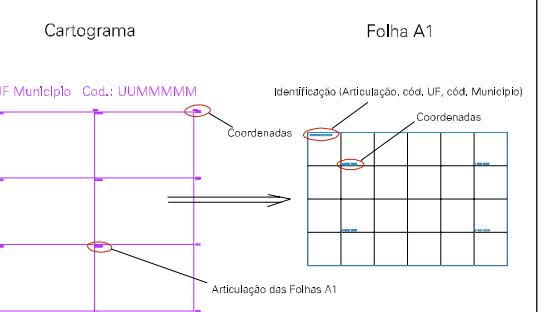 Cartograma
Folha A1
UF Município Cod.: UUMMMMM
Identificação (Articulação, cód. UF, cód. Município)
Coordenadas
Coordenadas
Articulação das Folhas A1